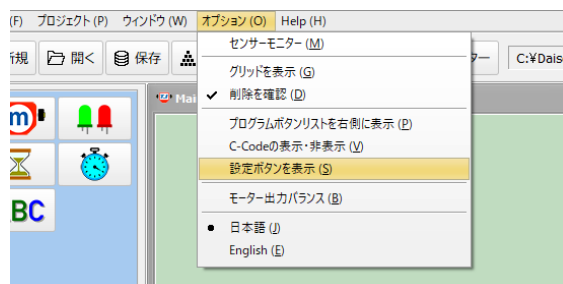 (F) プロジェクト (P) ウィンドウ (W) オプション (O) Help (H)
規 開く 保存 ター C:¥Dais
センサーモニター (M)
グリッドを表示 (G)
✓ 削除を確認 (D)
プログラムボタンリストを右側に表示 (P)
C-Codeの表示・非表示 (V)
設定ボタンを表示 (S)
モーター出力バランス (B)
● 日本語 (J)
English (E)
Mai
m
BC